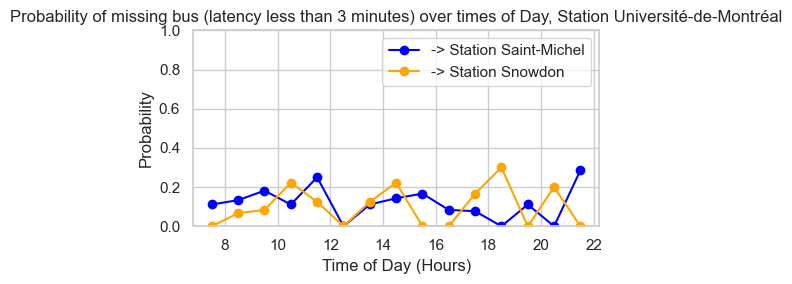 Probability of missing bus (latency less than 3 minutes) over times of Day, Station Université-de-Montréal
1.0
0.8
0.6
0.4
0.2
0.0
Probability
-> Station Saint-Michel
-> Station Snowdon
8 10 12 14 16 18 20 22
Time of Day (Hours)